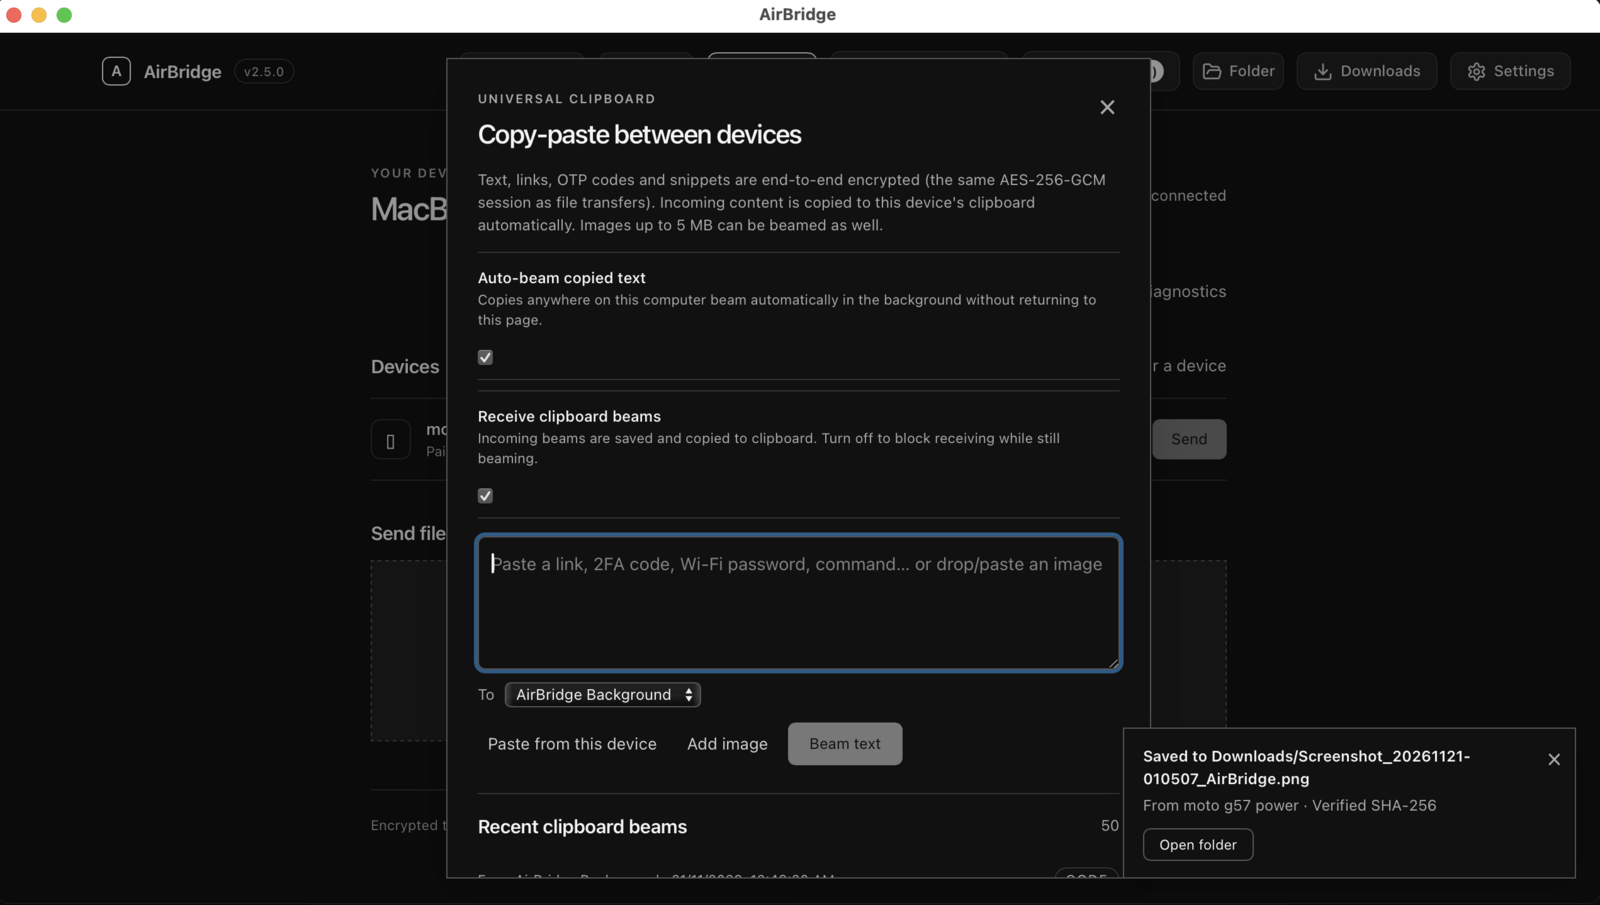 AirBridge
A AirBridge v2.5.0
Folder Downloads Settings
UNIVERSAL CLIPBOARD
Copy-paste between devices
Text, links, OTP codes and snippets are end-to-end encrypted (the same AES-256-GCM
session as file transfers). Incoming content is copied to this device's clipboard
automatically. Images up to 5 MB can be beamed as well.
YOUR DEV
MacB
connected
Auto-beam copied text
Copies anywhere on this computer beam automatically in the background without returning to
this page.
iagnostics
Devices
r a device
Receive clipboard beams
Incoming beams are saved and copied to clipboard. Turn off to block receiving while still
beaming.
mo
Pai
Send
Send file
Paste a link, 2FA code, Wi-Fi password, command... or drop/paste an image
To AirBridge Background
Paste from this device Add image Beam text
Encrypted t
Recent clipboard beams 50
Saved to Downloads/Screenshot_20261121-
010507_AirBridge.png
From moto g57 power · Verified SHA-256
Open folder